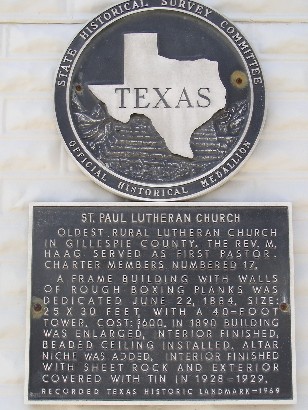 STATE HISTORICAL SURVEY COMMITTEE
TEXAS
OFFICIAL HISTORICAL MEDALLION
ST. PAUL LUTHERAN CHURCH
OLDEST RURAL LUTHERAN CHURCH
IN GILLESPIE COUNTY. THE REV. M.
HAAG SERVED AS FIRST PASTOR.
CHARTER MEMBERS NUMBERED 17.
A FRAME BUILDING WITH WALLS
OF ROUGH BOXING PLANKS WAS
DEDICATED JUNE 22, 1884, SIZE:
25 X 30 FEET WITH A 40-FOOT
TOWER. COST: $600. IN 1890 BUILDING
WAS ENLARGED, INTERIOR FINISHED,
BEADED CEILING INSTALLED, ALTAR
NICHE WAS ADDED. INTERIOR FINISHED
WITH SHEET ROCK AND EXTERIOR
COVERED WITH TIN IN 1928-1929.
RECORDED TEXAS HISTORIC LANDMARK-1969